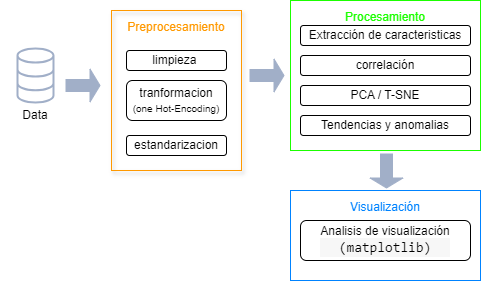 Data
Preprocesamiento
limpieza
tranformacion
(one Hot-Encoding)
estandarizacion
Procesamiento
Extracción de caracteristicas
correlación
PCA / T-SNE
Tendencias y anomalias
Visualización
Analisis de visualización
(matplotlib)